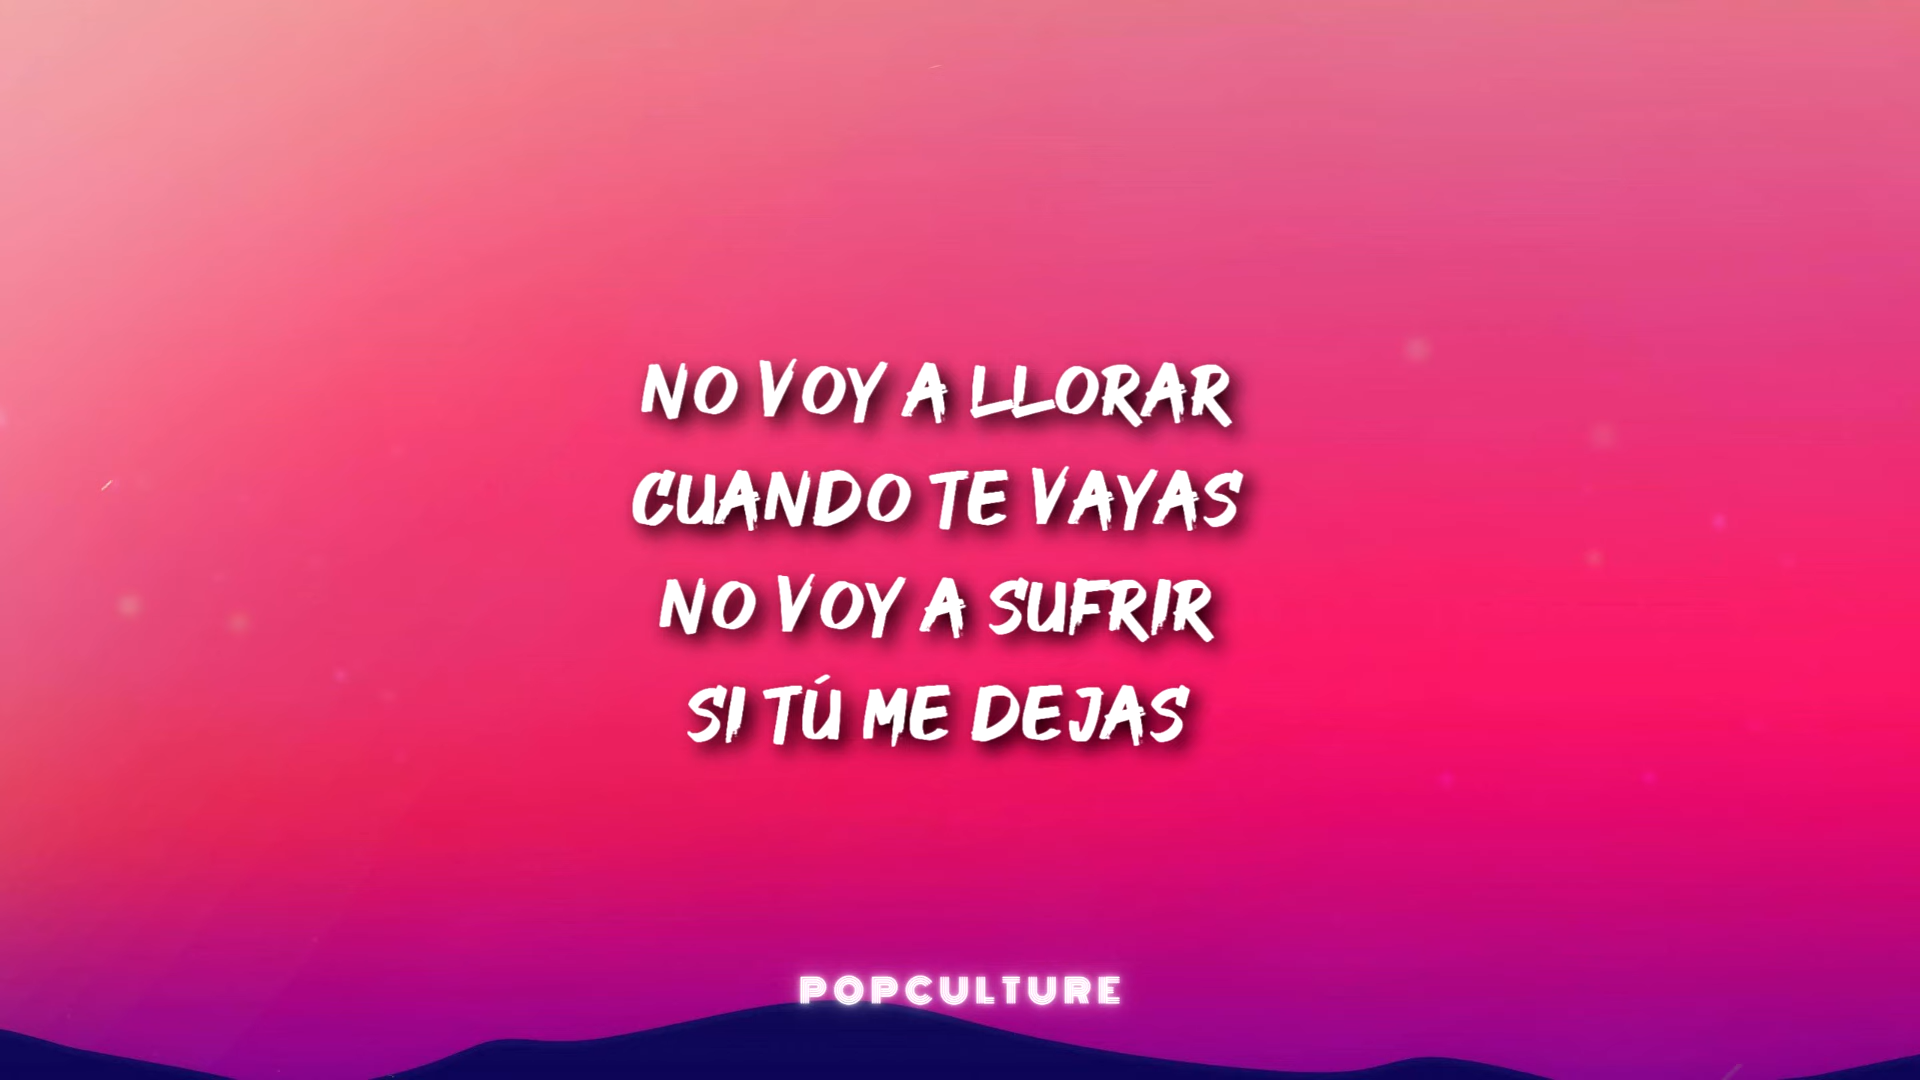 NO VOY A LLORAR
CUANDO TE VAYAS
NO VOY A SUFRIR
SI TÚ ME DEJAS
POPCULTURE